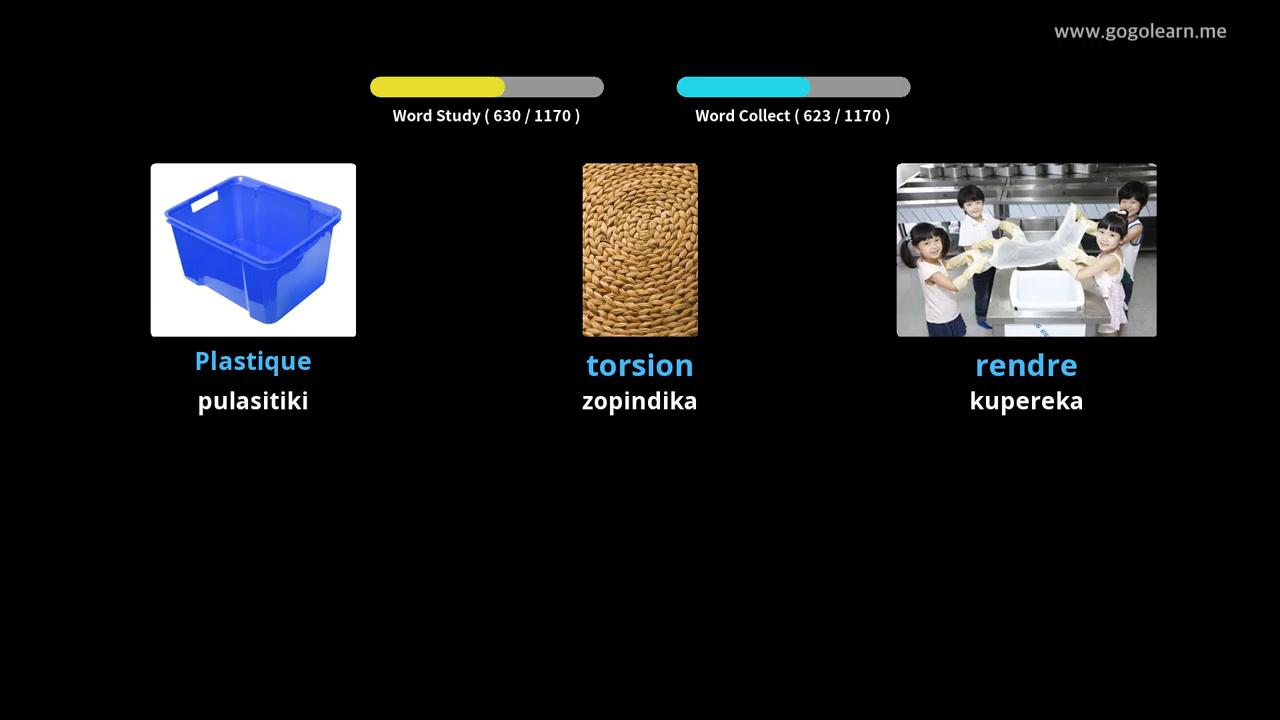 www.gogolearn.me
Word Study ( 630 / 1170 )
Word Collect ( 623 / 1170 )
Plastique
pulasitiki
torsion
zopindika
rendre
kupereka